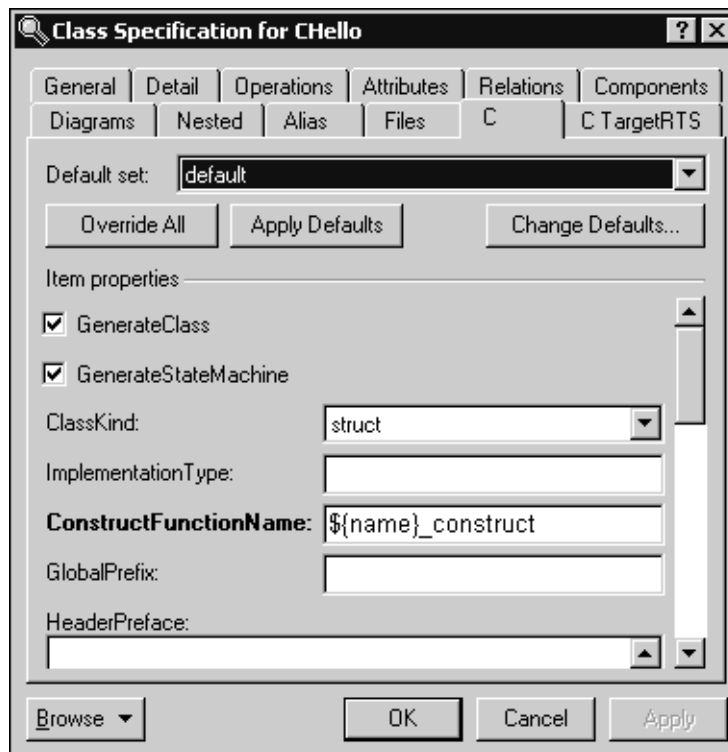 Class Specification for CHello
General Detail Operations Attributes Relations Components
Diagrams Nested Alias Files C C TargetRTS
Default set: default
Override All Apply Defaults Change Defaults...
Item properties
GenerateClass
GenerateStateMachine
ClassKind: struct
ImplementationType:
ConstructFunctionName: ${name}_construct
GlobalPrefix:
HeaderPreface:
Browse OK Cancel Apply